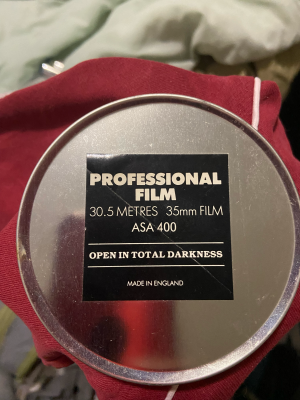 PROFESSIONAL
FILM
30.5 METRES 35mm FILM
ASA 400
OPEN IN TOTAL DARKNESS
MADE IN ENGLAND